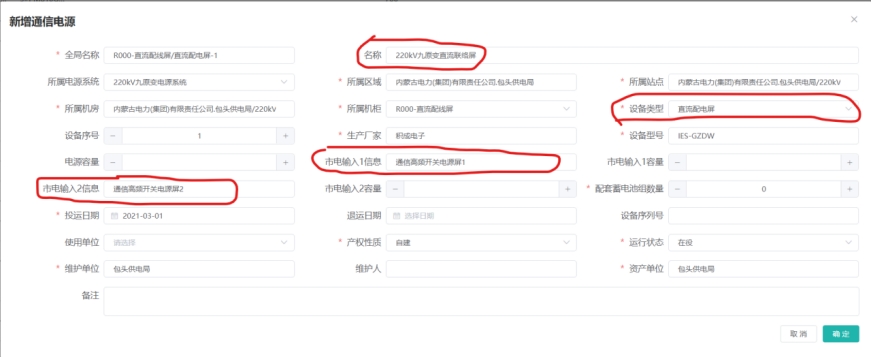 新增通信电源
* 全局名称 R000-直流配线屏/直流配电屏-1 名称 220kV九原变直流联络屏
所属电源系统 220kV九原变电源系统 * 所属区域 内蒙古电力(集团)有限责任公司.包头供电局 * 所属站点 内蒙古电力(集团)有限责任公司.包头供电局/220kV
* 所属机房 内蒙古电力(集团)有限责任公司.包头供电局/220kV * 所属机柜 R000-直流配线屏 * 设备类型 直流配电屏
设备序号 − 1 + * 生产厂家 积成电子 * 设备型号 IES-GZDW
电源容量 − + 市电输入1信息 通信高频开关电源屏1 市电输入1容量 − +
市电输入2信息 通信高频开关电源屏2 市电输入2容量 − + * 配套蓄电池组数量 − 0 +
* 投运日期 2021-03-01 退运日期 选择日期 设备序列号
使用单位 请选择 * 产权性质 自建 * 运行状态 在役
* 维护单位 包头供电局 维护人 * 资产单位 包头供电局
备注
取消 确定